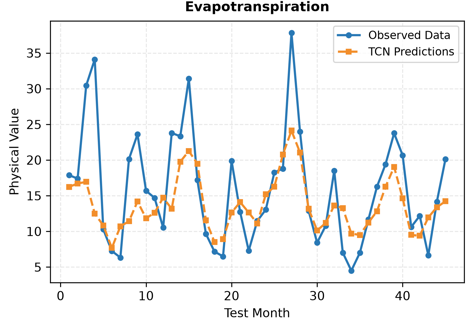 Evapotranspiration
Observed Data
TCN Predictions
Physical Value
35
30
25
20
15
10
5
0
10
20
30
40
Test Month